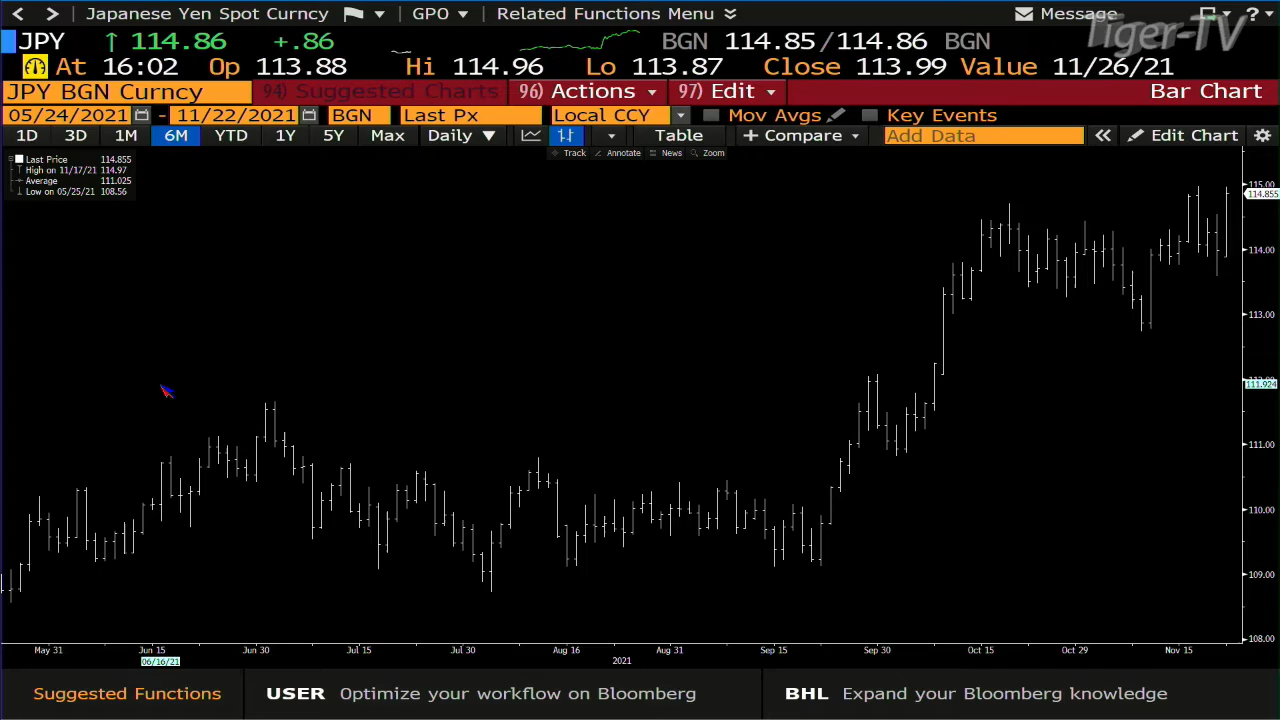 Japanese Yen Spot Curncy GPO Related Functions Menu Message ?
Tiger-TV
JPY ↑ 114.86 +.86 BGN 114.85/114.86 BGN
At 16:02 Op 113.88 Hi 114.96 Lo 113.87 Close 113.99 Value 11/26/21
JPY BGN Curncy 94) Suggested Charts 96) Actions 97) Edit Bar Chart
05/24/2021 - 11/22/2021 BGN Last Px Local CCY Mov Avgs Key Events
1D 3D 1M 6M YTD 1Y 5Y Max Daily ▼ Table + Compare Add Data « Edit Chart
Track Annotate News Zoom
Last Price 114.855
High on 11/17/21 114.97
Average 111.025
Low on 05/25/21 108.56
115.00
114.855
114.00
113.00
111.924
111.00
110.00
109.00
108.00
May 31 Jun 15 Jun 30 Jul 15 Jul 30 Aug 16 Aug 31 Sep 15 Sep 30 Oct 15 Oct 29 Nov 15
06/16/21 2021
Suggested Functions USER Optimize your workflow on Bloomberg BHL Expand your Bloomberg knowledge